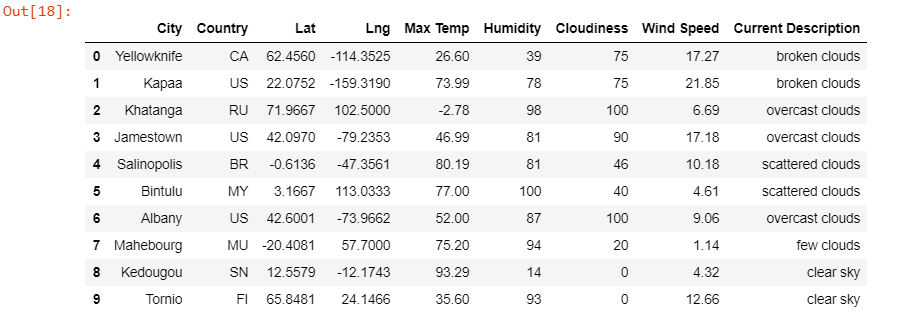 Out[18]:
City Country Lat Lng Max Temp Humidity Cloudiness Wind Speed Current Description
0 Yellowknife CA 62.4560 -114.3525 26.60 39 75 17.27 broken clouds
1 Kapaa US 22.0752 -159.3190 73.99 78 75 21.85 broken clouds
2 Khatanga RU 71.9667 102.5000 -2.78 98 100 6.69 overcast clouds
3 Jamestown US 42.0970 -79.2353 46.99 81 90 17.18 overcast clouds
4 Salinopolis BR -0.6136 -47.3561 80.19 81 46 10.18 scattered clouds
5 Bintulu MY 3.1667 113.0333 77.00 100 40 4.61 scattered clouds
6 Albany US 42.6001 -73.9662 52.00 87 100 9.06 overcast clouds
7 Mahebourg MU -20.4081 57.7000 75.20 94 20 1.14 few clouds
8 Kedougou SN 12.5579 -12.1743 93.29 14 0 4.32 clear sky
9 Tornio FI 65.8481 24.1466 35.60 93 0 12.66 clear sky